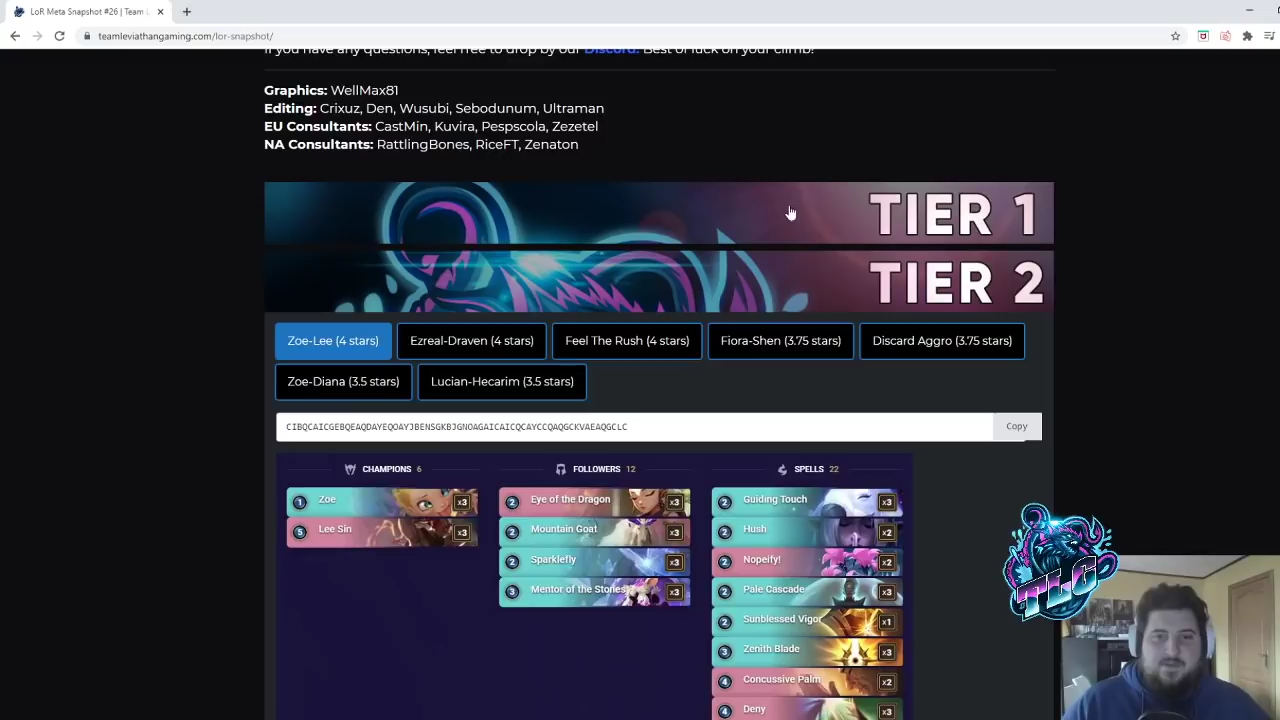 LoR Meta Snapshot #26 | Team L
teamleviathangaming.com/lor-snapshot/
If you have any questions, feel free to drop by our Discord. Best of luck on your climb!
Graphics: WellMax81
Editing: Crixuz, Den, Wusubi, Sebodunum, Ultraman
EU Consultants: CastMin, Kuvira, Pespscola, Zezetel
NA Consultants: RattlingBones, RiceFT, Zenaton
TIER 1
TIER 2
Zoe-Lee (4 stars) Ezreal-Draven (4 stars) Feel The Rush (4 stars) Fiora-Shen (3.75 stars) Discard Aggro (3.75 stars)
Zoe-Diana (3.5 stars) Lucian-Hecarim (3.5 stars)
CIBQCAICGEBQEAQDAYEQOAYJBENSGKBJGNOAGAICAICQCAYCCQAQGCKVAEAQGCLC Copy
CHAMPIONS 6
1 Zoe x3
5 Lee Sin x3
FOLLOWERS 12
2 Eye of the Dragon x3
2 Mountain Goat x3
2 Sparklefly x3
3 Mentor of the Stones x3
SPELLS 22
2 Guiding Touch x3
2 Hush x2
2 Nopeify! x2
2 Pale Cascade x3
2 Sunblessed Vigor x1
3 Zenith Blade x3
4 Concussive Palm x2
4 Deny x3
TLG